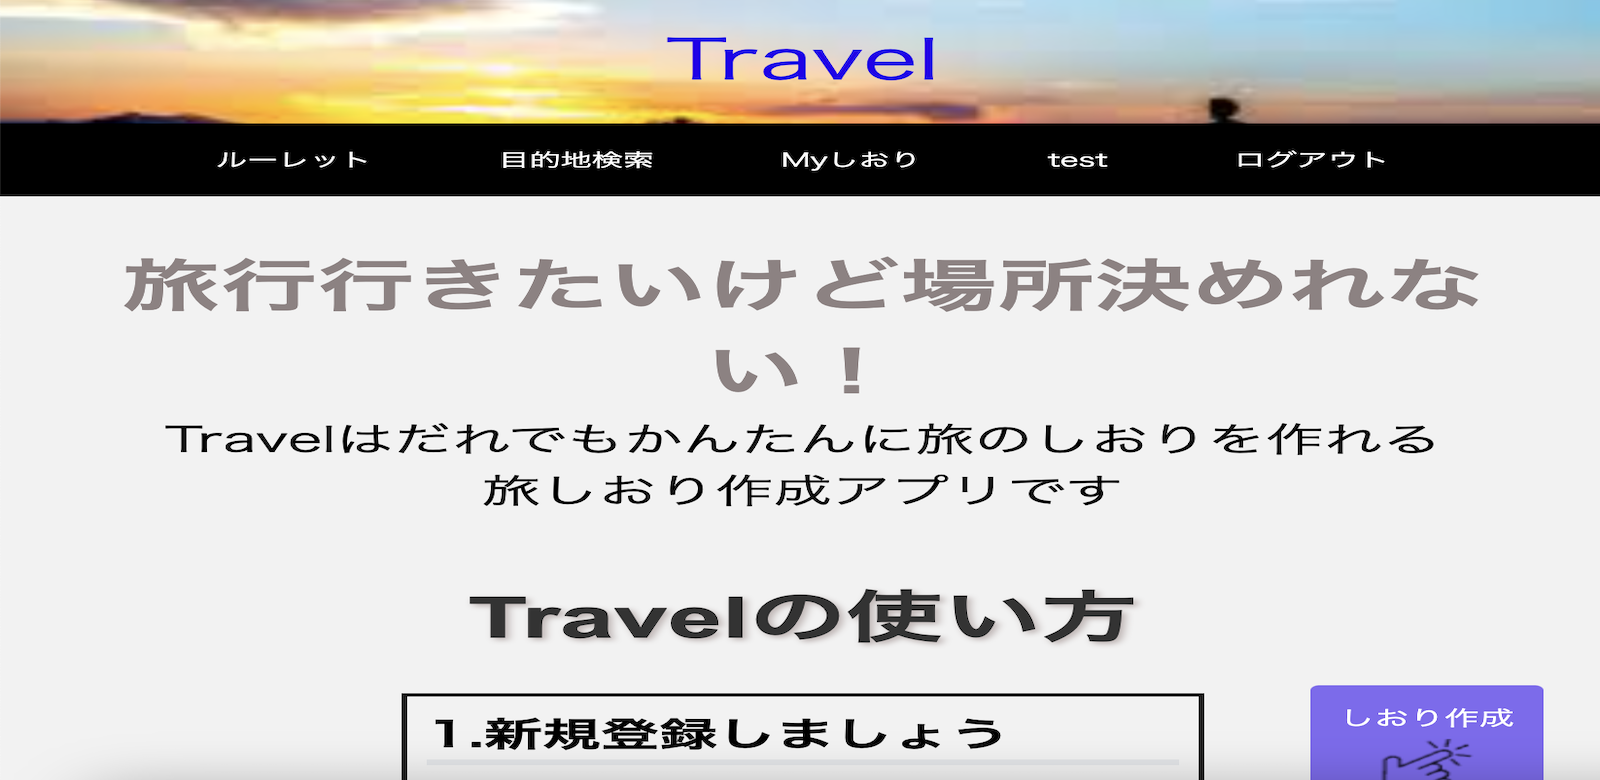 Travel
ルーレット
目的地検索
Myしおり
test
ログアウト
旅行行きたいけど場所決めれな
い！
Travelはだれでもかんたんに旅のしおりを作れる
旅しおり作成アプリです
Travelの使い方
1.新規登録しましょう
しおり作成